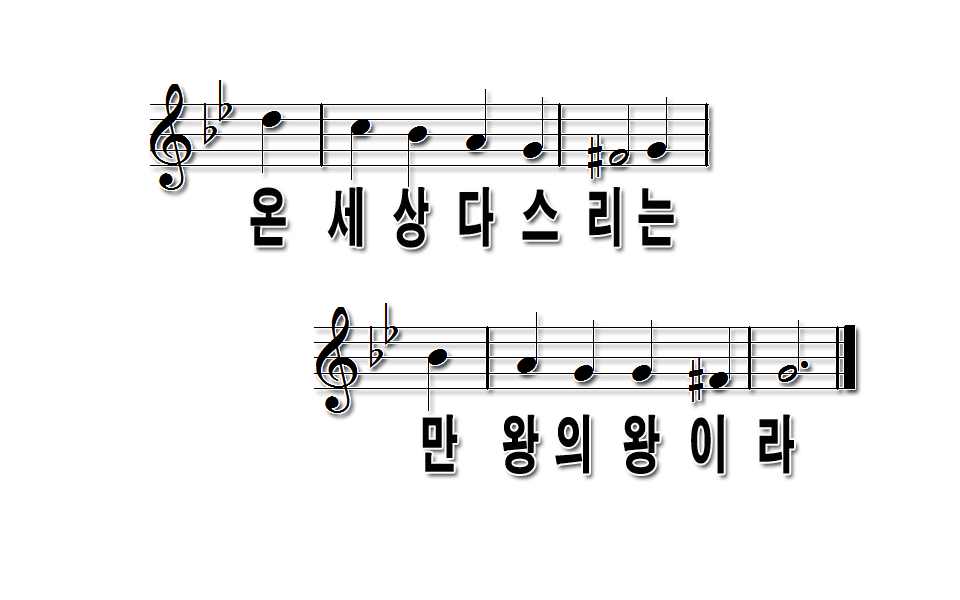 온 세 상 다 스 리 는
만 왕 의 왕 이 라